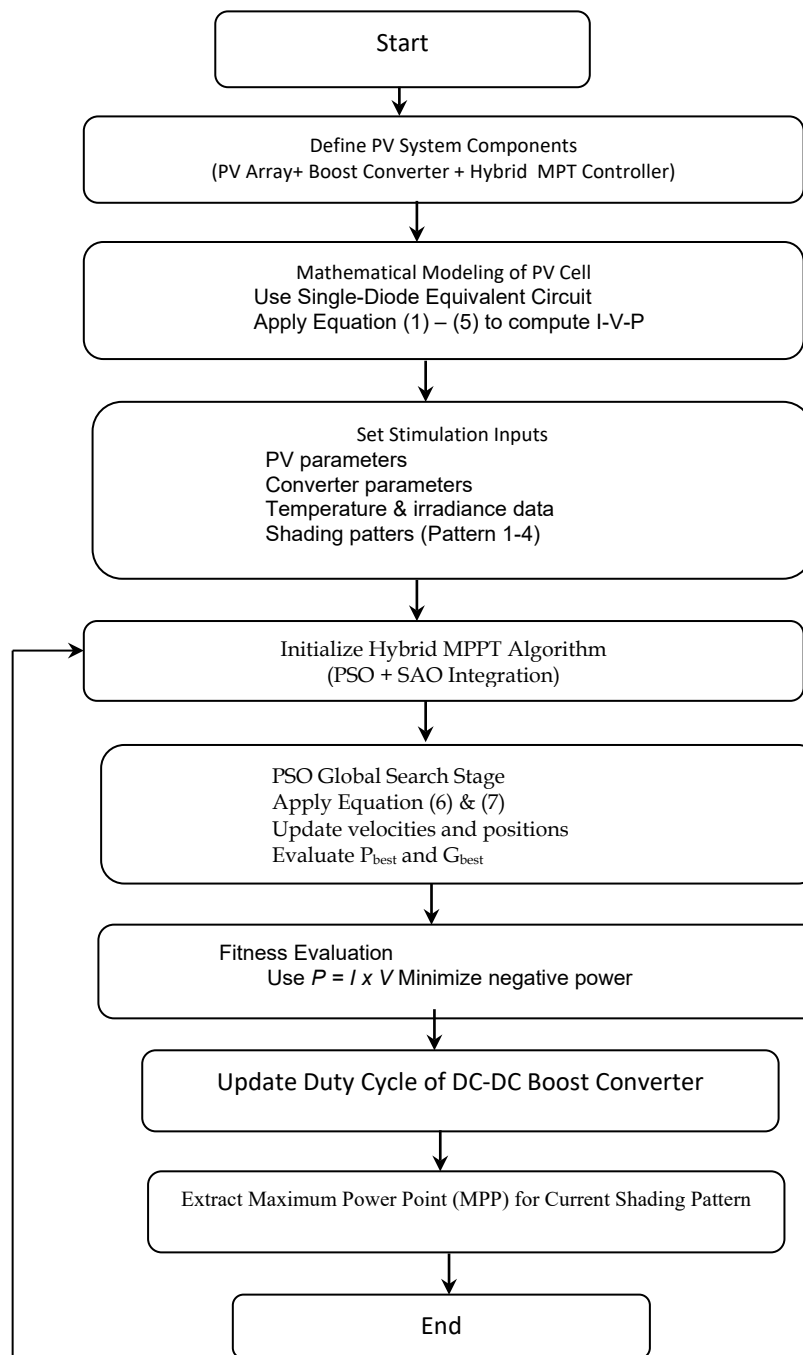 Start
Define PV System Components
(PV Array+ Boost Converter + Hybrid MPT Controller)
Mathematical Modeling of PV Cell
Use Single-Diode Equivalent Circuit
Apply Equation (1) – (5) to compute I-V-P
Set Stimulation Inputs
PV parameters
Converter parameters
Temperature & irradiance data
Shading patters (Pattern 1-4)
Initialize Hybrid MPPT Algorithm
(PSO + SAO Integration)
PSO Global Search Stage
Apply Equation (6) & (7)
Update velocities and positions
Evaluate Pbest and Gbest
Fitness Evaluation
Use P = I x V Minimize negative power
Update Duty Cycle of DC-DC Boost Converter
Extract Maximum Power Point (MPP) for Current Shading Pattern
End